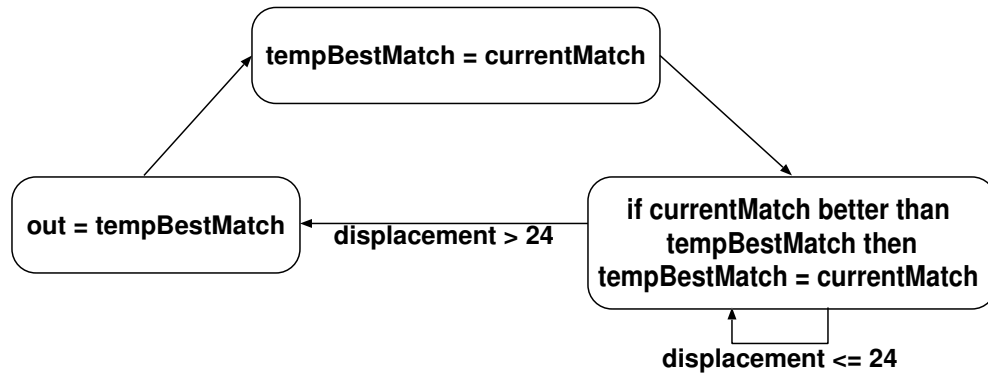 tempBestMatch = currentMatch
out = tempBestMatch
displacement > 24
if currentMatch better than
tempBestMatch then
tempBestMatch = currentMatch
displacement <= 24